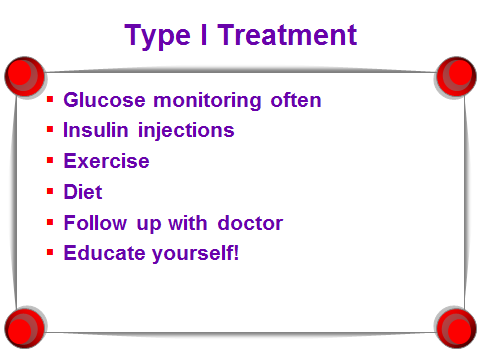 Type I Treatment
Glucose monitoring often
Insulin injections
Exercise
Diet
Follow up with doctor
Educate yourself!